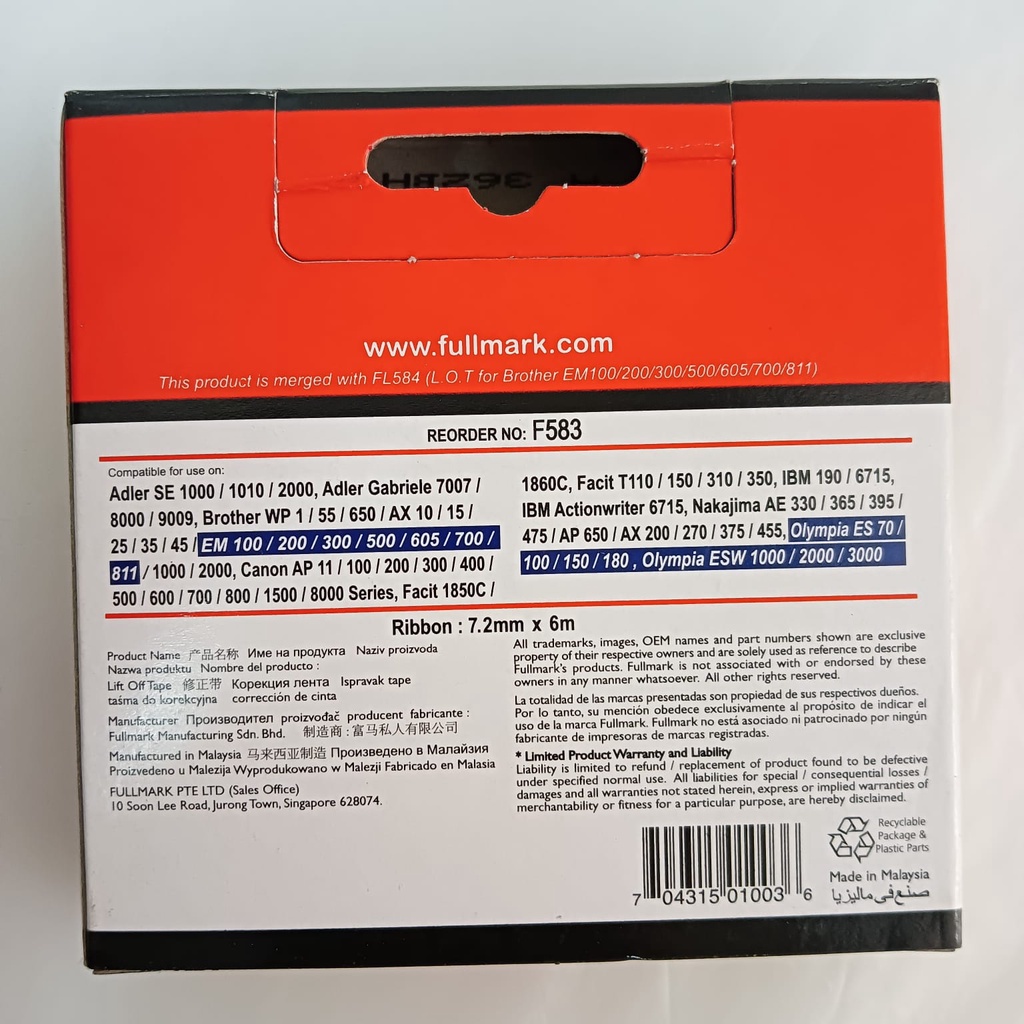 www.fullmark.com
This product is merged with FL584 (L.O.T for Brother EM100/200/300/500/605/700/811)
REORDER NO: F583
Compatible for use on:
Adler SE 1000 / 1010 / 2000, Adler Gabriele 7007 /
8000 / 9009, Brother WP 1 / 55 / 650 / AX 10 / 15 /
25 / 35 / 45 / EM 100 / 200 / 300 / 500 / 605 / 700 /
811 / 1000 / 2000, Canon AP 11 / 100 / 200 / 300 / 400 /
500 / 600 / 700 / 800 / 1500 / 8000 Series, Facit 1850C /
1860C, Facit T110 / 150 / 310 / 350, IBM 190 / 6715,
IBM Actionwriter 6715, Nakajima AE 330 / 365 / 395 /
475 / AP 650 / AX 200 / 270 / 375 / 455, Olympia ES 70 /
100 / 150 / 180 , Olympia ESW 1000 / 2000 / 3000
Ribbon : 7.2mm x 6m
Product Name 产品名称 Име на продукта Naziv proizvoda
Nazwa produktu Nombre del producto :
Lift Off Tape 修正带 Корекция лента Ispravak tape
taśma do korekcyjna corrección de cinta
Manufacturer Производител proizvođač producent fabricante :
Fullmark Manufacturing Sdn. Bhd. 制造商 : 富马私人有限公司
Manufactured in Malaysia 马来西亚制造 Произведено в Малайзия
Proizvedeno u Malezija Wyprodukowano w Malezji Fabricado en Malasia
FULLMARK PTE LTD (Sales Office)
10 Soon Lee Road, Jurong Town, Singapore 628074.
All trademarks, images, OEM names and part numbers shown are exclusive
property of their respective owners and are solely used as reference to describe
Fullmark's products. Fullmark is not associated with or endorsed by these
owners in any manner whatsoever. All other rights reserved.
La totalidad de las marcas presentadas son propiedad de sus respectivos dueños.
Por lo tanto, su mención obedece exclusivamente al propósito de indicar el
uso de la marca Fullmark. Fullmark no está asociado ni patrocinado por ningún
fabricante de impresoras de marcas registradas.
* Limited Product Warranty and Liability
Liability is limited to refund / replacement of product found to be defective
under specified normal use. All liabilities for special / consequential losses /
damages and all warranties not stated herein, express or implied warranties of
merchantability or fitness for a particular purpose, are hereby disclaimed.
Recyclable
Package &
Plastic Parts
7 04315 01003 6
Made in Malaysia
صنع في ماليزيا